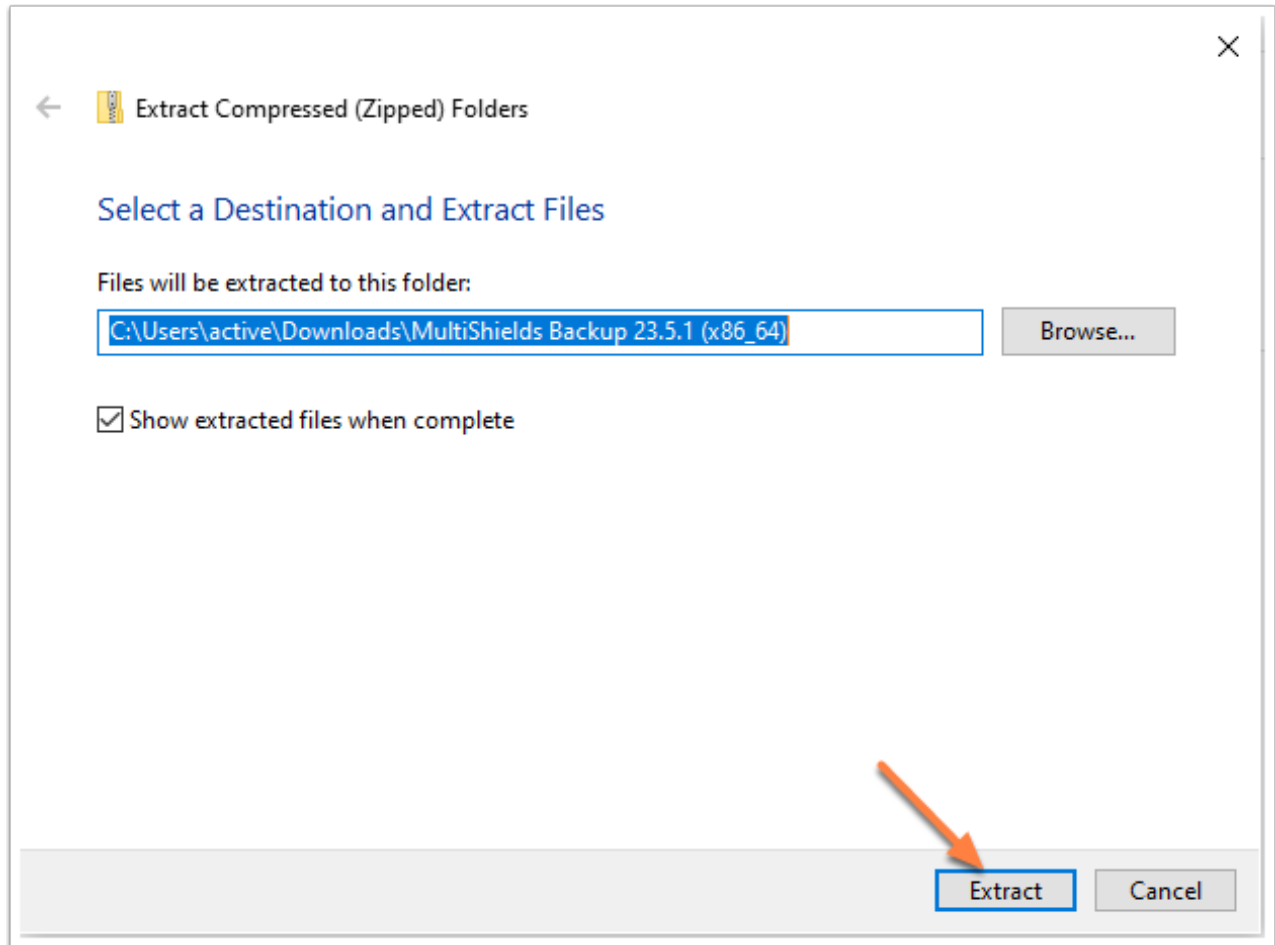 Extract Compressed (Zipped) Folders
Select a Destination and Extract Files
Files will be extracted to this folder:
C:\Users\active\Downloads\MultiShields Backup 23.5.1 (x86_64)
Browse...
Show extracted files when complete
Extract
Cancel